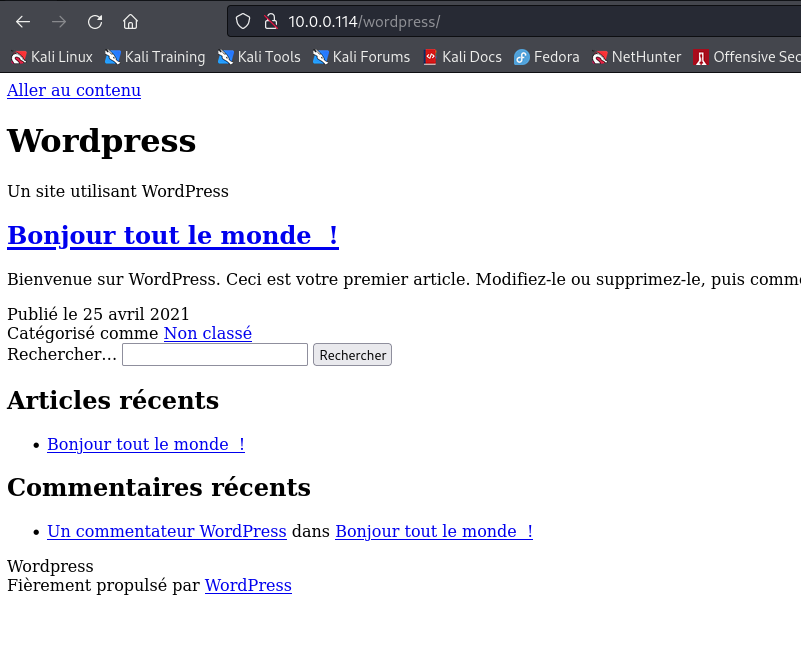 10.0.0.114/wordpress/
Kali Linux Kali Training Kali Tools Kali Forums Kali Docs Fedora NetHunter Offensive Sec
Aller au contenu
Wordpress
Un site utilisant WordPress
Bonjour tout le monde !
Bienvenue sur WordPress. Ceci est votre premier article. Modifiez-le ou supprimez-le, puis comme
Publié le 25 avril 2021
Catégorisé comme Non classé
Rechercher… Rechercher
Articles récents
• Bonjour tout le monde !
Commentaires récents
• Un commentateur WordPress dans Bonjour tout le monde !
Wordpress
Fièrement propulsé par WordPress